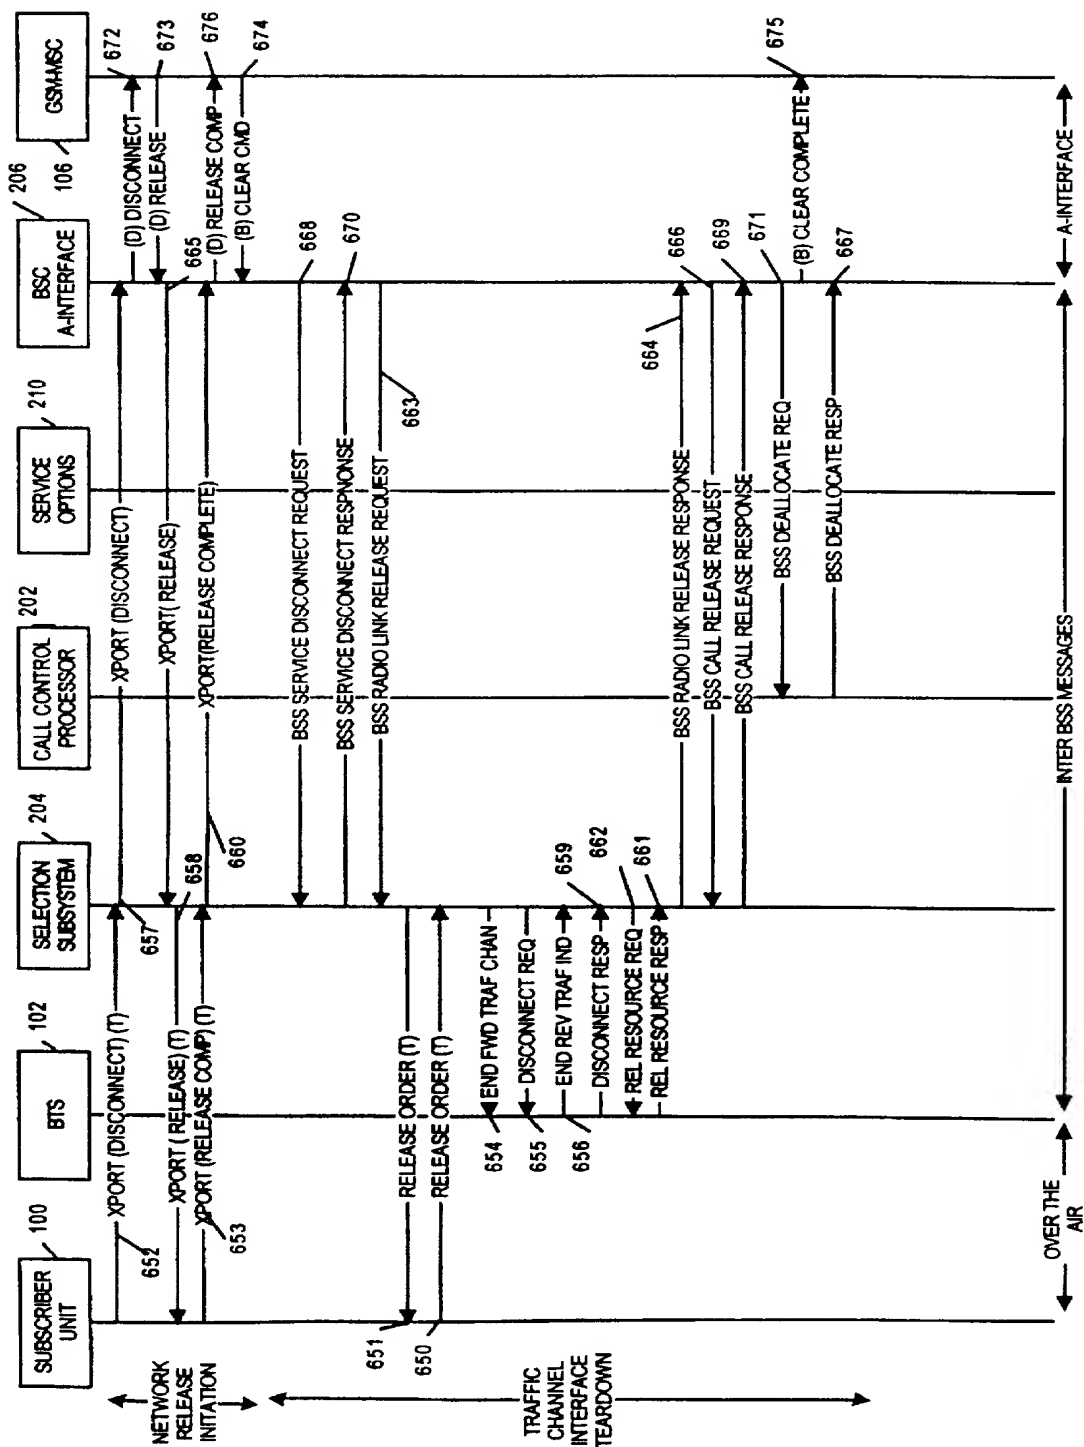 SUBSCRIBER
UNIT
100
BTS
102
SELECTION
SUBSYSTEM
204
CALL CONTROL
PROCESSOR
202
SERVICE
OPTIONS
210
BSC
A-INTERFACE
206
GSM-MSC
106
NETWORK
RELEASE
INITATION
XPORT (DISCONNECT) (T)
652
657
XPORT (DISCONNECT)
(D) DISCONNECT
672
(D) RELEASE
673
XPORT( RELEASE)
665
XPORT ( RELEASE) (T)
658
XPORT (RELEASE COMP) (T)
653
XPORT(RELEASE COMPLETE)
660
(D) RELEASE COMP
676
(B) CLEAR CMD
674
TRAFFIC
CHANNEL
INTERFACE
TEARDOWN
BSS SERVICE DISCONNECT REQUEST
668
BSS SERVICE DISCONNECT RESPNONSE
670
BSS RADIO LINK RELEASE REQUEST
663
RELEASE ORDER (T)
651
RELEASE ORDER (T)
650
END FWD TRAF CHAN
654
DISCONNECT REQ
655
END REV TRAF IND
656
DISCONNECT RESP
659
REL RESOURCE REQ
662
REL RESOURCE RESP
661
BSS RADIO LINK RELEASE RESPONSE
664
BSS CALL RELEASE REQUEST
666
BSS CALL RELEASE RESPONSE
669
BSS DEALLOCATE REQ
671
(B) CLEAR COMPLETE
675
BSS DEALLOCATE RESP
667
OVER THE
AIR
INTER BSS MESSAGES
A-INTERFACE